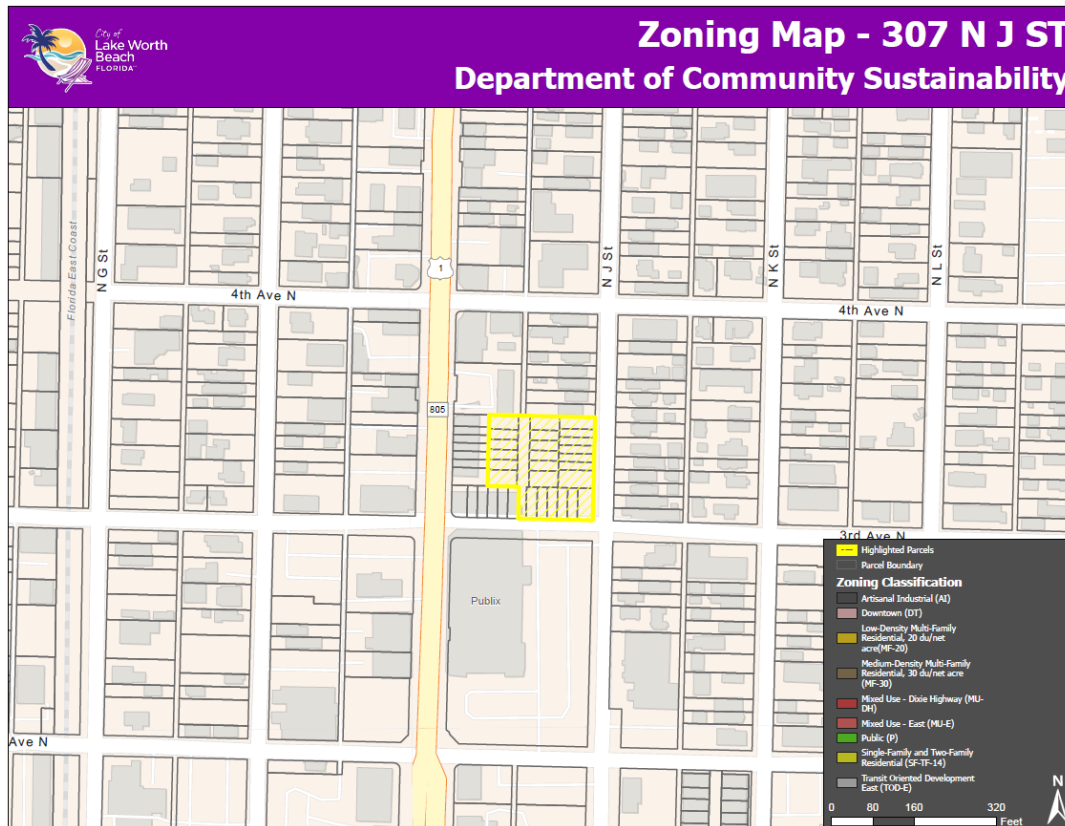 City of
Lake Worth
Beach
FLORIDA
Zoning Map - 307 N J ST
Department of Community Sustainability
Florida East Coast
N G St
1
N J St
N K St
N L St
4th Ave N
4th Ave N
805
3rd Ave N
Publix
Ave N
Highlighted Parcels
Parcel Boundary
Zoning Classification
Artisanal Industrial (AI)
Downtown (DT)
Low-Density Multi-Family
Residential, 20 du/net
acre(MF-20)
Medium-Density Multi-Family
Residential, 30 du/net acre
(MF-30)
Mixed Use - Dixie Highway (MU-
DH)
Mixed Use - East (MU-E)
Public (P)
Single-Family and Two-Family
Residential (SF-TF-14)
Transit Oriented Development
East (TOD-E)
N
0 80 160 320
Feet